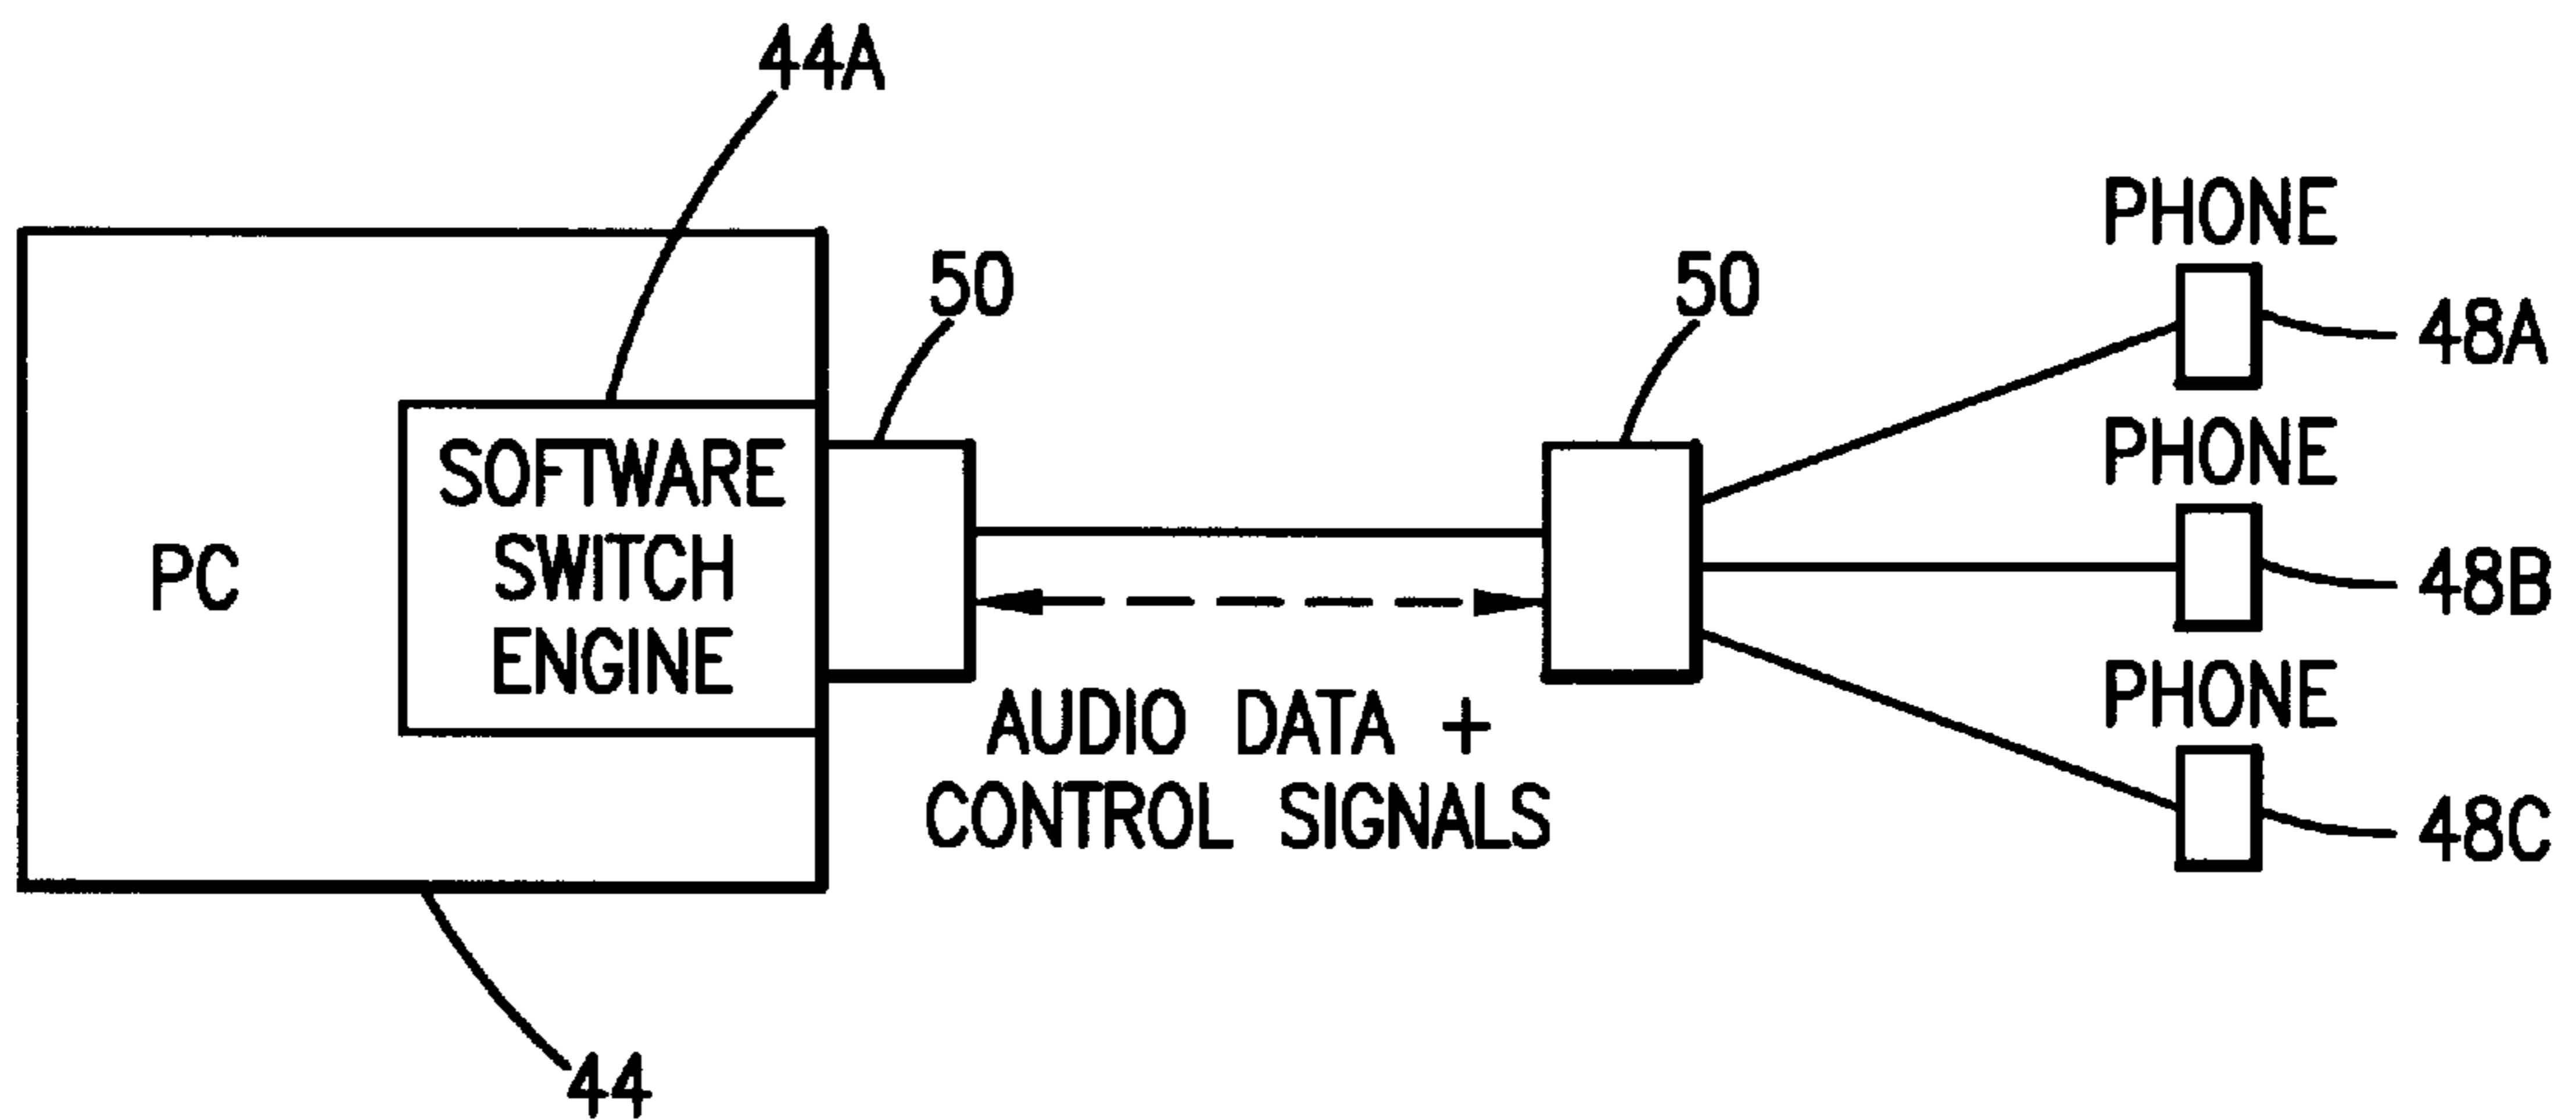 44A
PHONE
50
50
48A
SOFTWARE
SWITCH
ENGINE
PC
PHONE
48B
AUDIO DATA +
CONTROL SIGNALS
PHONE
48C
44